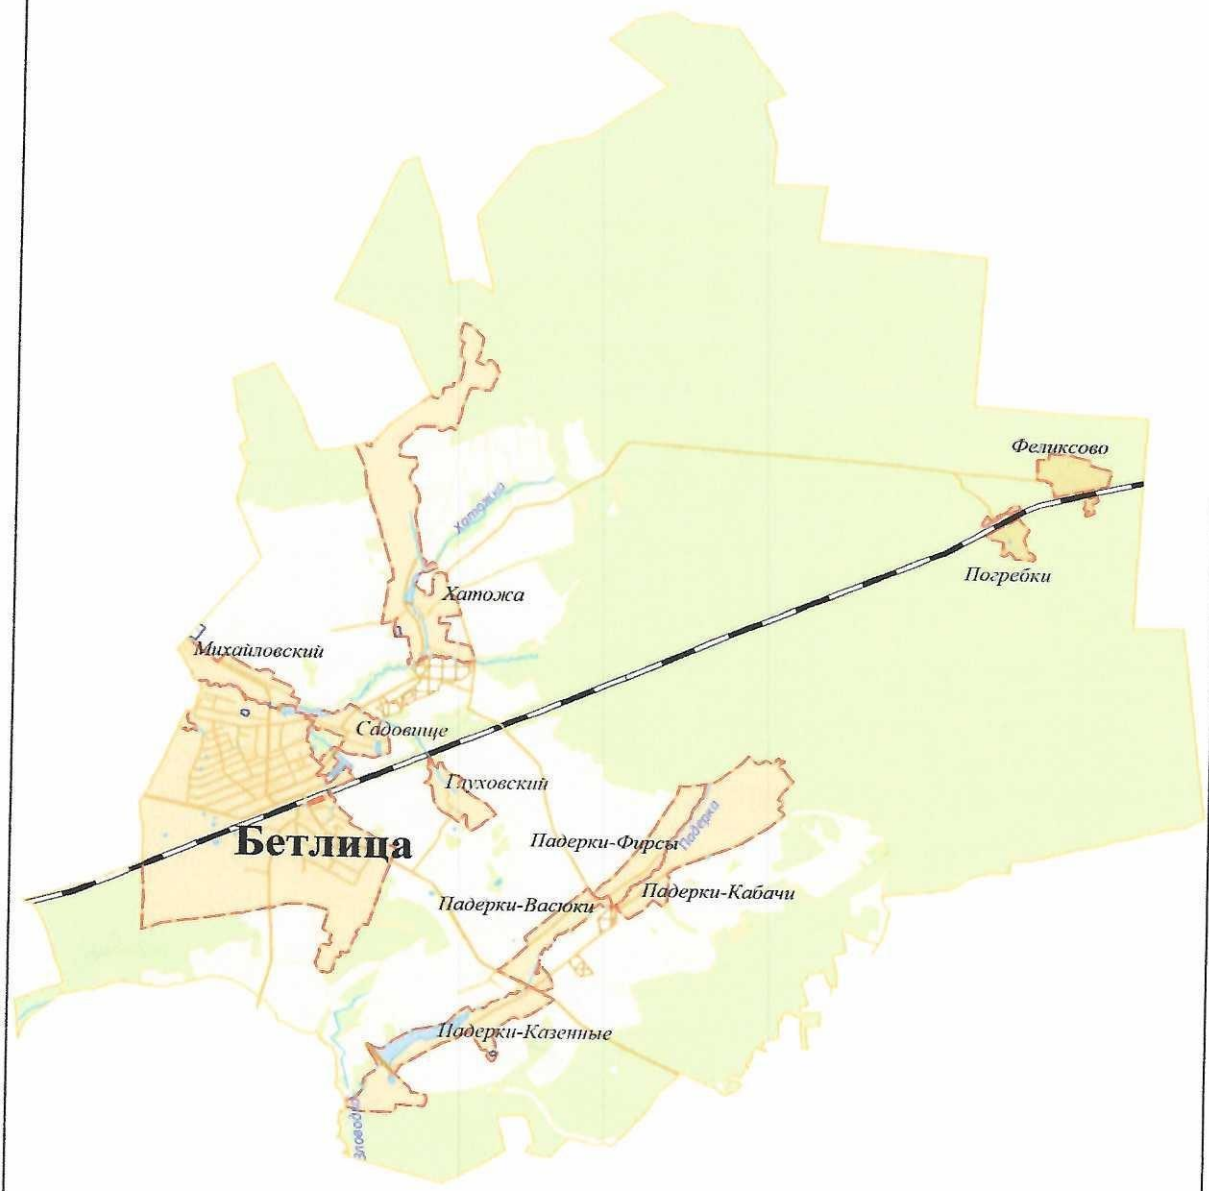 Феликсово
Хатожка
Погребки
Хатожа
Михайловский
Садовище
Глуховский
Падерка
Бетлица
Падерки-Фирсы
Падерки-Кабачи
Падерки-Васюки
Падерки-Казенные
Зловодка